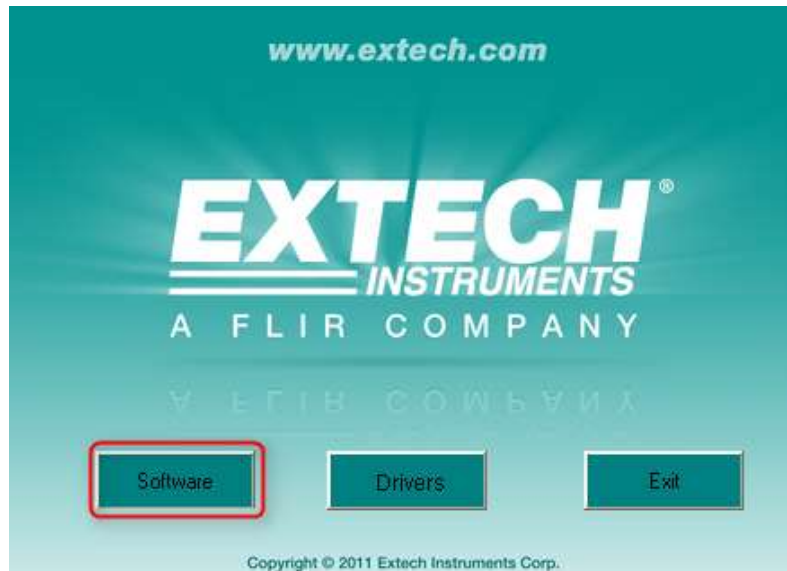 www.extech.com
EXTECH®
INSTRUMENTS
A FLIR COMPANY
Software Drivers Exit
Copyright © 2011 Extech Instruments Corp.